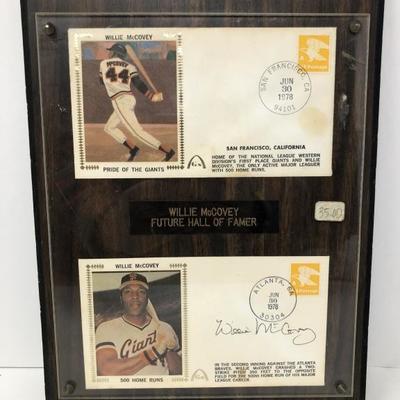 WILLIE McCOVEY
McCOVEY
44
PRIDE OF THE GIANTS
SAN FRANCISCO, CA
JUN
30
1978
94101
SAN FRANCISCO, CALIFORNIA
HOME OF THE NATIONAL LEAGUE WESTERN
DIVISION'S FIRST PLACE GIANTS AND WILLIE
McCOVEY, THE ONLY ACTIVE MAJOR LEAGUER
WITH 500 HOME RUNS.
WILLIE McCOVEY
FUTURE HALL OF FAMER
35.00
WILLIE McCOVEY
Giants
500 HOME RUNS
ATLANTA, GA
JUN
30
1978
30304
Willie McCovey
IN THE SECOND INNING AGAINST THE ATLANTA
BRAVES, WILLIE McCOVEY CRASHED A TWO-
STRIKE PITCH 350 FEET TO THE OPPOSITE
FIELD FOR THE 500th HOME RUN OF HIS MAJOR
LEAGUE CAREER.